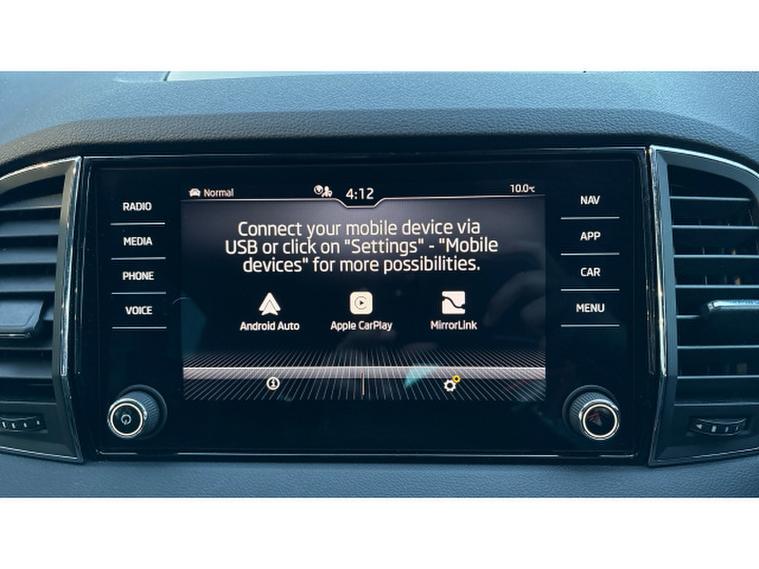 Normal 4:12 10.0°C
RADIO
MEDIA
PHONE
VOICE
Connect your mobile device via
USB or click on "Settings" - "Mobile
devices" for more possibilities.
Android Auto Apple CarPlay MirrorLink
NAV
APP
CAR
MENU